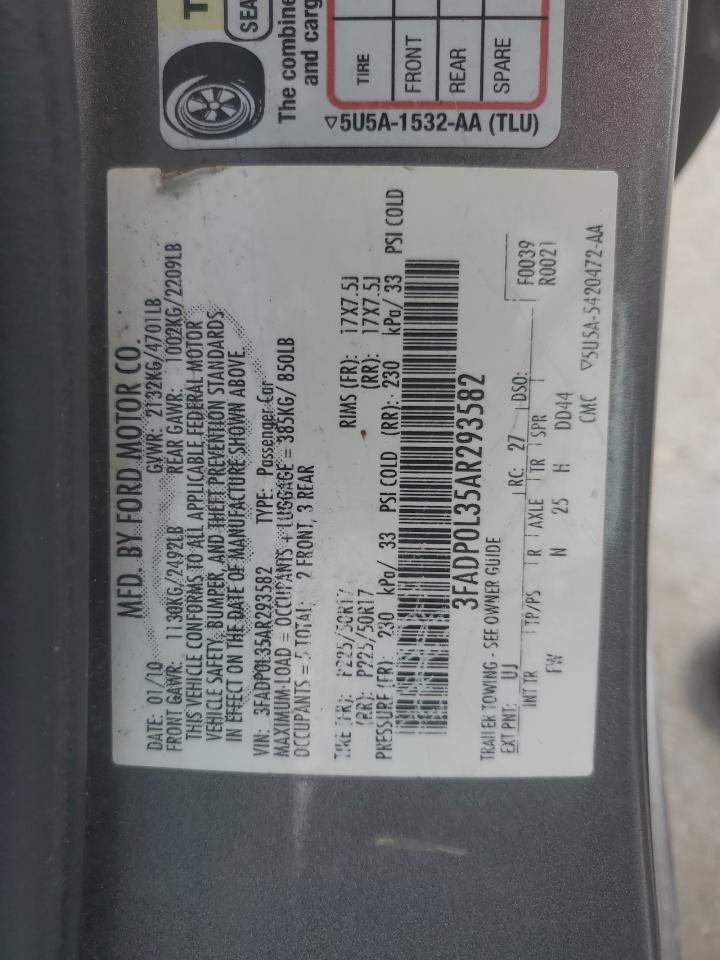 T
SEA
The combine
and carg
TIRE
FRONT
REAR
SPARE
▽5U5A-1532-AA (TLU)
MFD. BY FORD MOTOR CO.
DATE: 01/10 GVWR: 2132KG/4701LB
FRONT GAWR: 1130KG/2492LB REAR GAWR: 1002KG/2209LB
THIS VEHICLE CONFORMS TO ALL APPLICABLE FEDERAL MOTOR
VEHICLE SAFETY, BUMPER, AND THEFT PREVENTION STANDARDS
IN EFFECT ON THE DATE OF MANUFACTURE SHOWN ABOVE.
VIN: 3FADP0L35AR293582 TYPE: Passenger Car
MAXIMUM LOAD = OCCUPANTS + LUGGAGE = 385KG/ 850LB
OCCUPANTS = 5 TOTAL: 2 FRONT, 3 REAR
TIRE (FR): P225/50R17 RIMS (FR): 17X7.5J
(RR): P225/50R17 (RR): 17X7.5J
PRESSURE (FR): 230 kPa/ 33 PSI COLD (RR): 230 kPa/ 33 PSI COLD
3FADP0L35AR293582
TRAILER TOWING - SEE OWNER GUIDE
EXT PNT: UJ RC: 27 DSO: F0039
R0021
INT TR TP/PS R AXLE TR SPR
FW N 25 H DD44
CMC ▽5U5A-5420472-AA